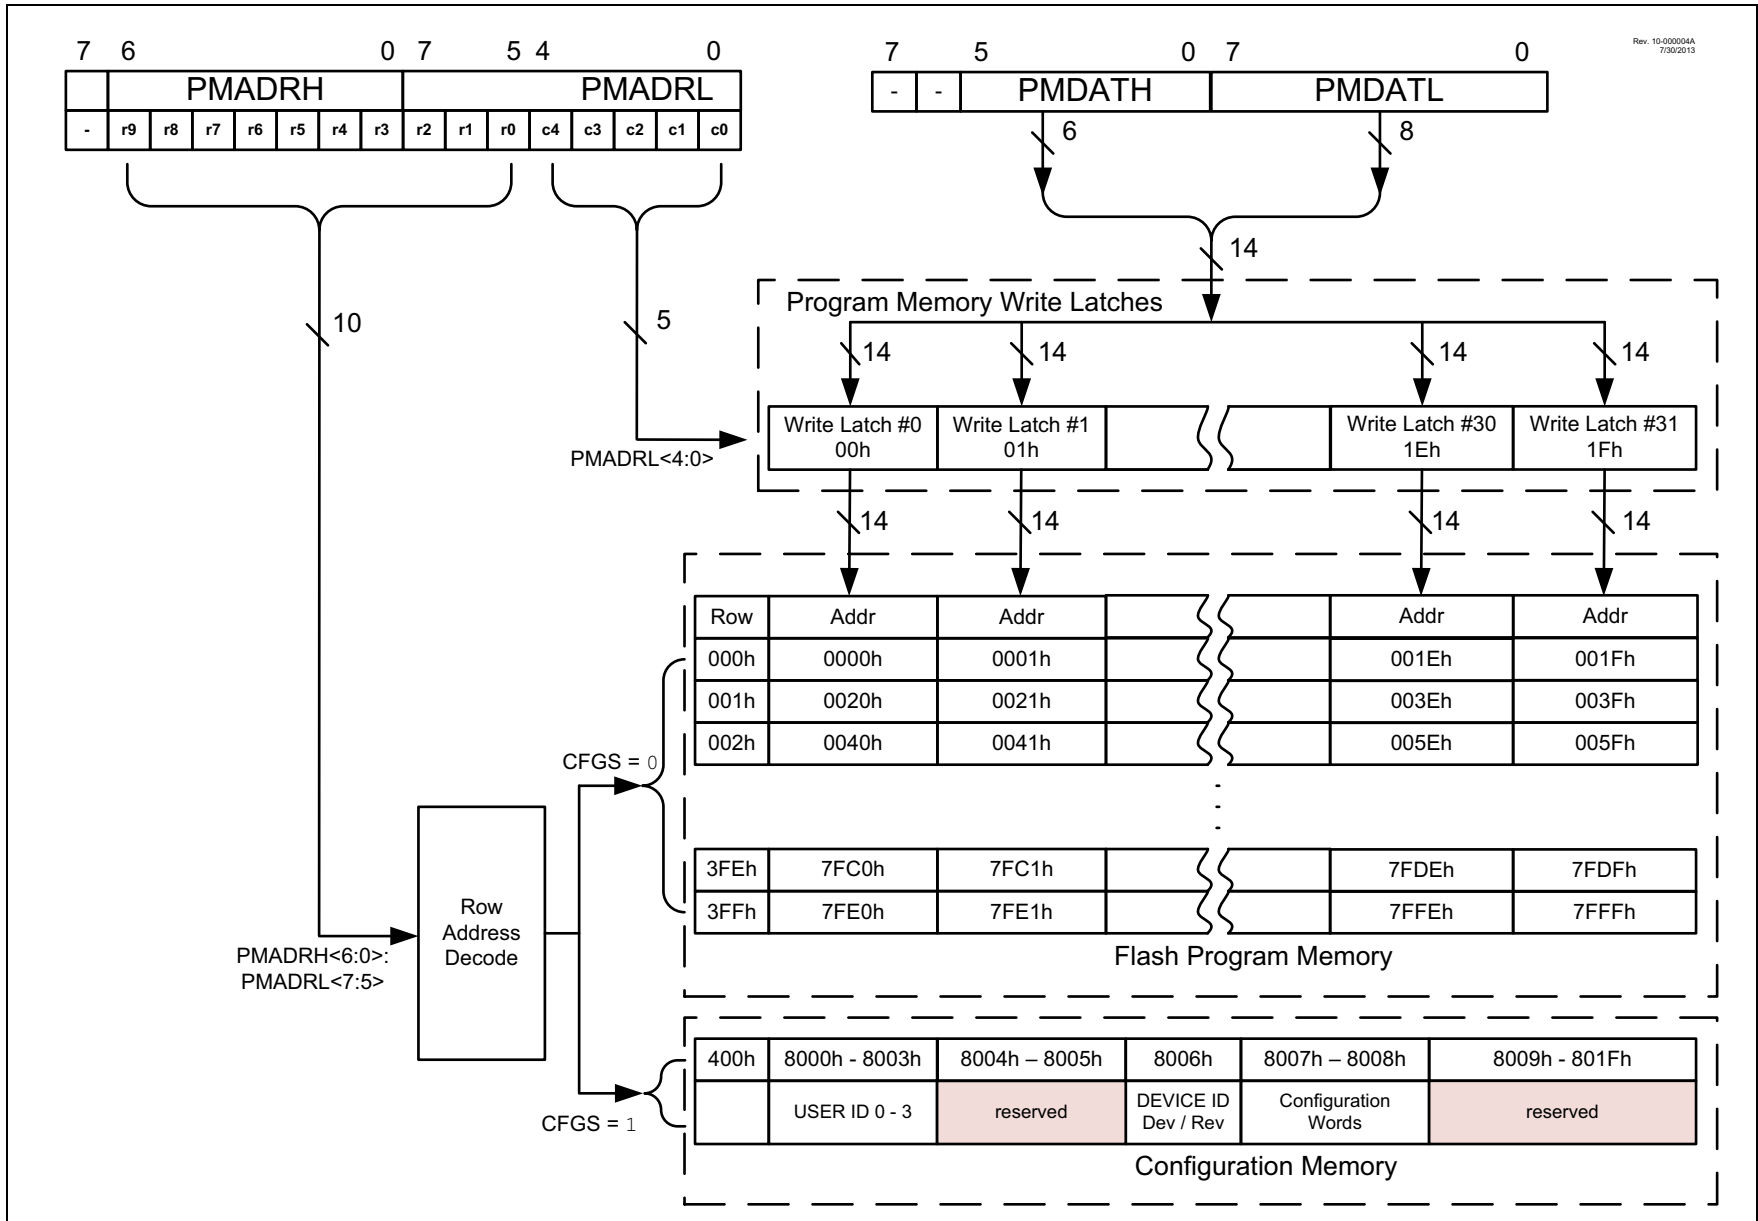 7 6 0 7 5 4 0
PMADRH PMADRL
- r9 r8 r7 r6 r5 r4 r3 r2 r1 r0 c4 c3 c2 c1 c0
7 5 0 7 0
- - PMDATH PMDATL
Rev. 10-000004A
7/30/2013
6 8
14
10
5
PMADRL<4:0>
Program Memory Write Latches
14 14 14 14
Write Latch #0
00h
Write Latch #1
01h
Write Latch #30
1Eh
Write Latch #31
1Fh
14 14 14 14
Row Addr Addr Addr Addr
000h 0000h 0001h 001Eh 001Fh
001h 0020h 0021h 003Eh 003Fh
002h 0040h 0041h 005Eh 005Fh
CFGS = 0
3FEh 7FC0h 7FC1h 7FDEh 7FDFh
3FFh 7FE0h 7FE1h 7FFEh 7FFFh
Flash Program Memory
Row
Address
Decode
PMADRH<6:0>:
PMADRL<7:5>
CFGS = 1
400h 8000h - 8003h 8004h – 8005h 8006h 8007h – 8008h 8009h - 801Fh
USER ID 0 - 3
reserved
DEVICE ID
Dev / Rev
Configuration
Words
reserved
Configuration Memory